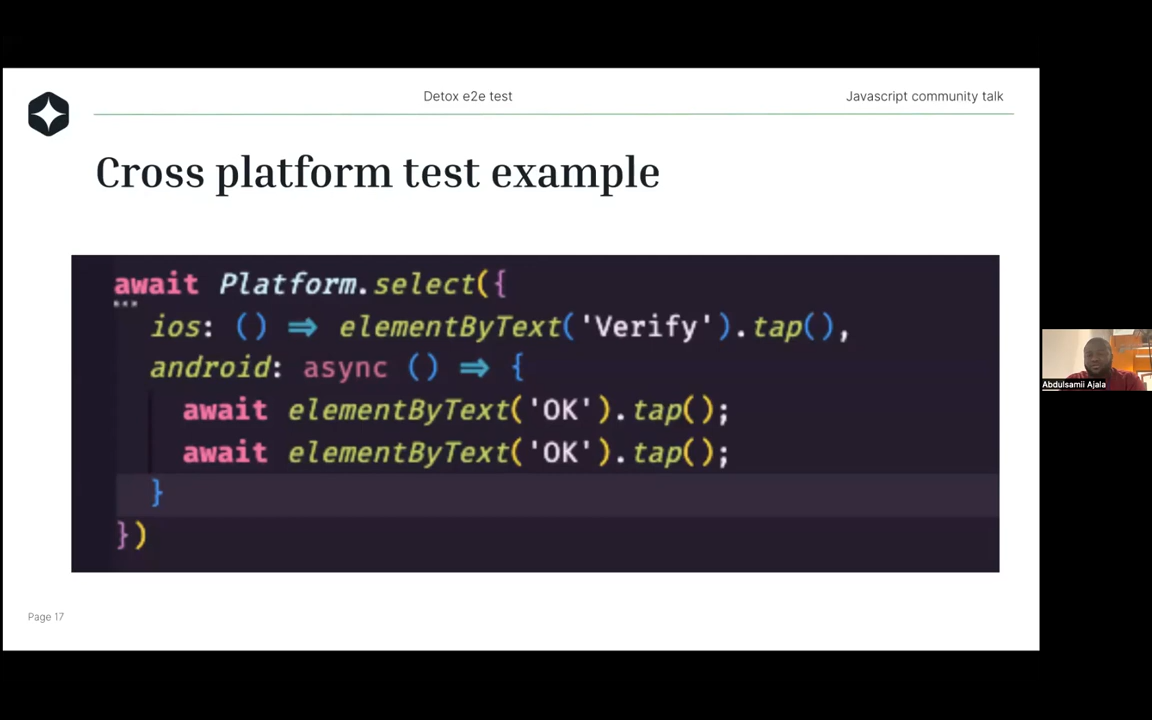 Detox e2e test
Javascript community talk
Cross platform test example
await Platform.select({
ios: () => elementByText('Verify').tap(),
android: async () => {
await elementByText('OK').tap();
await elementByText('OK').tap();
}
})
Page 17
Abdulsamii Ajala